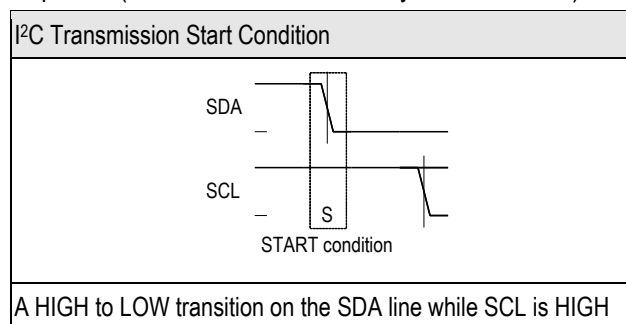 I²C Transmission Start Condition
SDA
SCL
S
START condition
A HIGH to LOW transition on the SDA line while SCL is HIGH